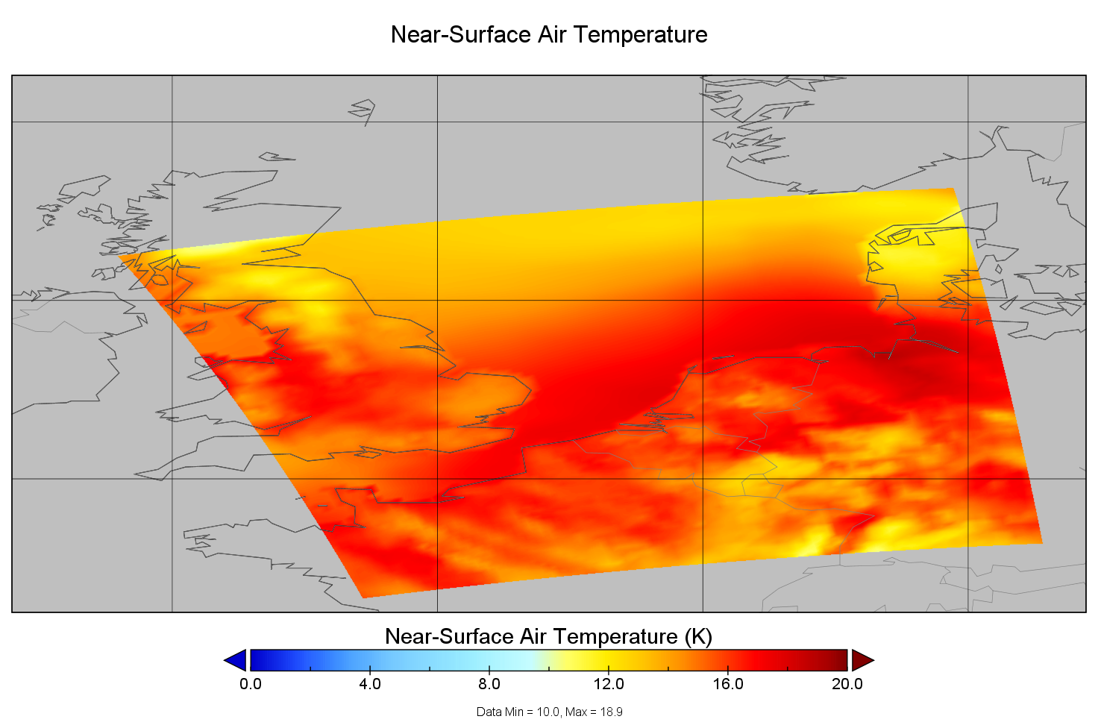 Near-Surface Air Temperature
Near-Surface Air Temperature (K)
0.0 4.0 8.0 12.0 16.0 20.0
Data Min = 10.0, Max = 18.9